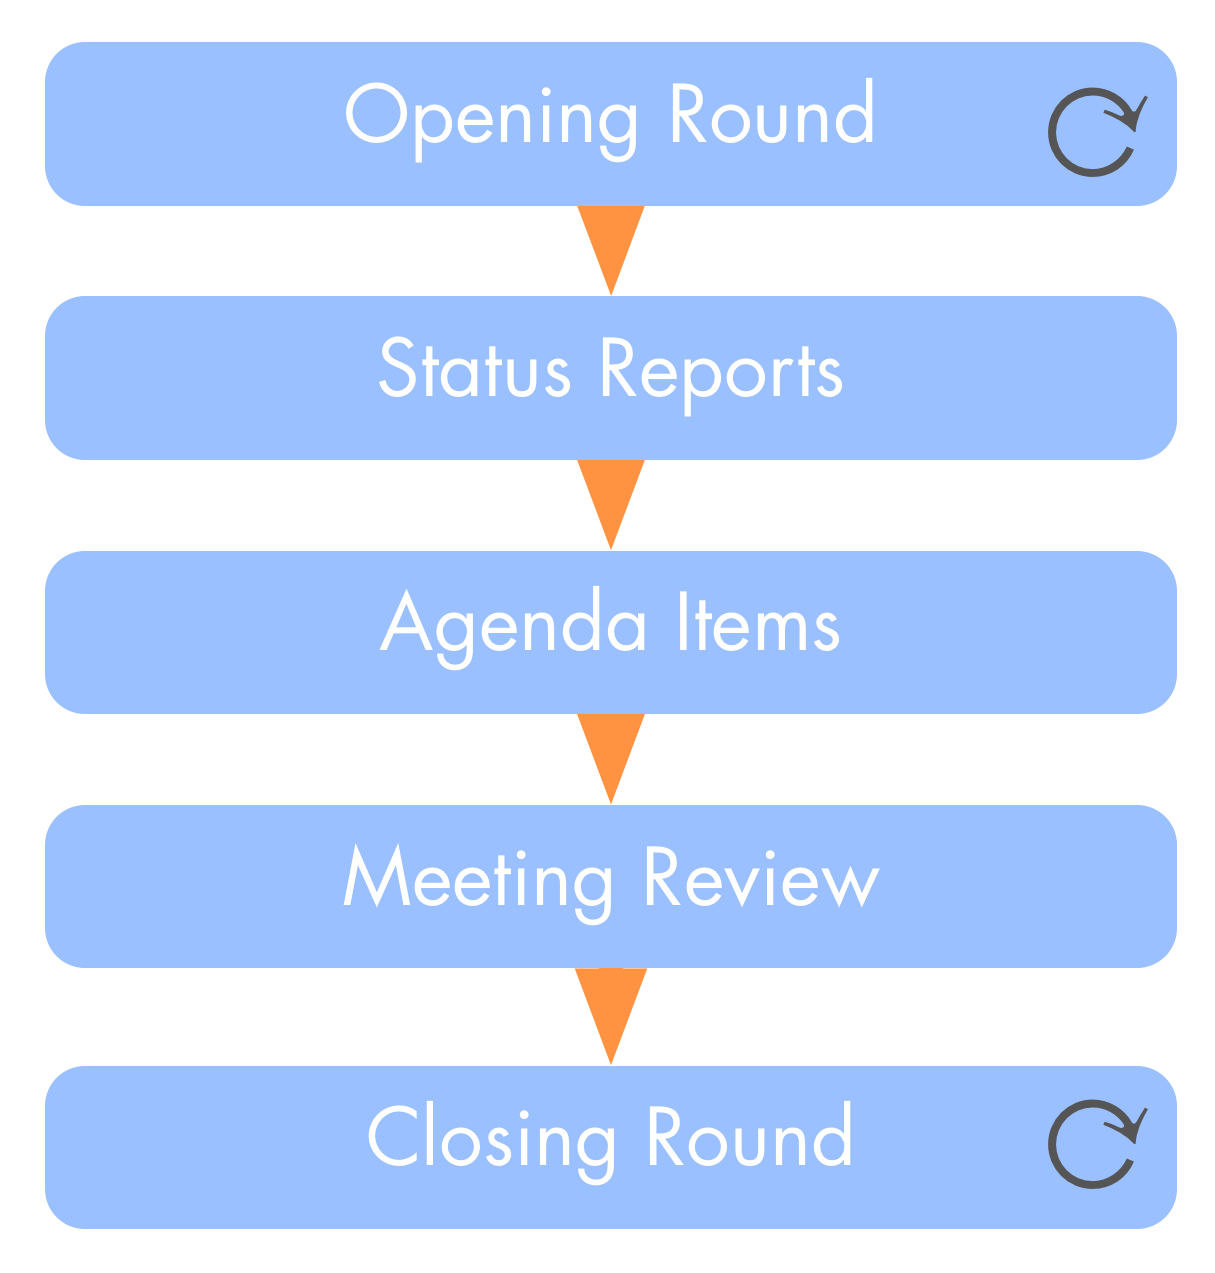 Opening Round
Status Reports
Agenda Items
Meeting Review
Closing Round